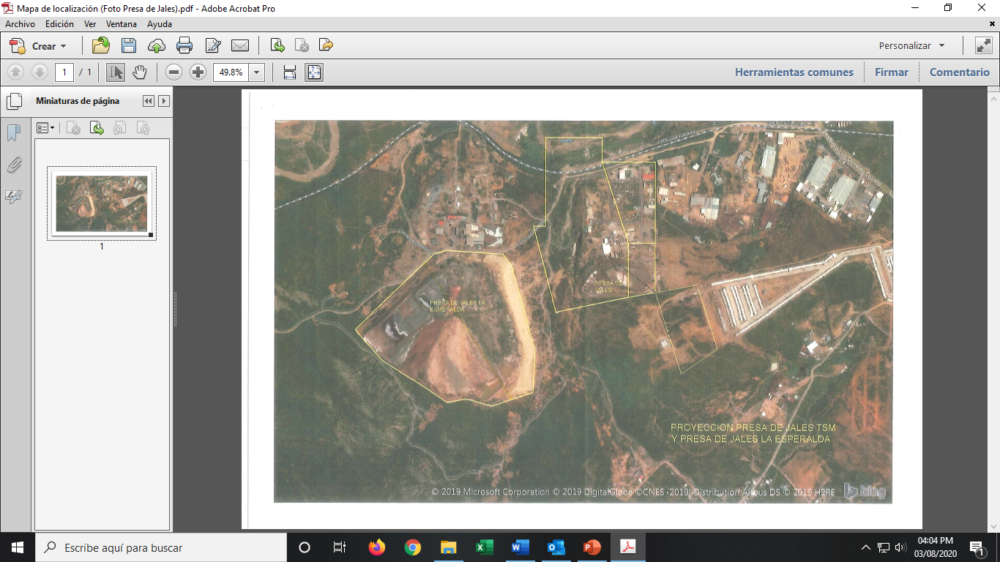 Mapa de localización (Foto Presa de Jales).pdf - Adobe Acrobat Pro
Archivo Edición Ver Ventana Ayuda
Crear
Personalizar
1 / 1
49.8%
Herramientas comunes
Firmar
Comentario
Miniaturas de página
1
PRESA DE JALES LA
ESMERALDA
PRESA DE
JALES
PROYECCION PRESA DE JALES TSM
Y PRESA DE JALES LA ESPERALDA
© 2019 Microsoft Corporation © 2019 DigitalGlobe ©CNES (2019) Distribution Airbus DS © 2019 HERE
bing
Escribe aquí para buscar
04:04 PM
03/08/2020
1